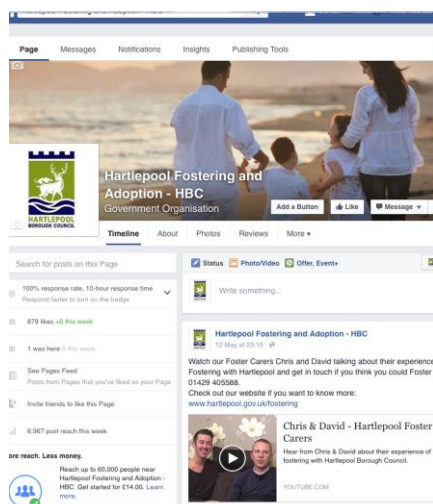 Hartlepool Fostering and Adoption - HBC
Page Messages Notifications Insights Publishing Tools
Hartlepool Fostering and
Adoption - HBC
Government Organisation
Add a Button Like Message
HARTLEPOOL
BOROUGH COUNCIL
Timeline About Photos Reviews More
Search for posts on this Page
100% response rate, 10-hour response time
Respond faster to turn on the badge
879 likes +6 this week
1 was here 0 this week
See Pages Feed
Posts from Pages that you've liked as your Page
Invite friends to like this Page
6,967 post reach this week
ore reach. Less money.
Reach up to 60,000 people near
Hartlepool Fostering and Adoption -
HBC. Get started for £14.00. Learn
more.
Status Photo/Video Offer, Event+
Write something...
Hartlepool Fostering and Adoption - HBC
12 May at 23:10
Watch our Foster Carers Chris and David talking about their experience
Fostering with Hartlepool and get in touch if you think you could Foster
01429 405588.
Check out our website if you want to know more:
www.hartlepool.gov.uk/fostering
Chris & David - Hartlepool Foster
Carers
Hear from Chris & David about their experience of
fostering with Hartlepool Borough Council.
YOUTUBE.COM